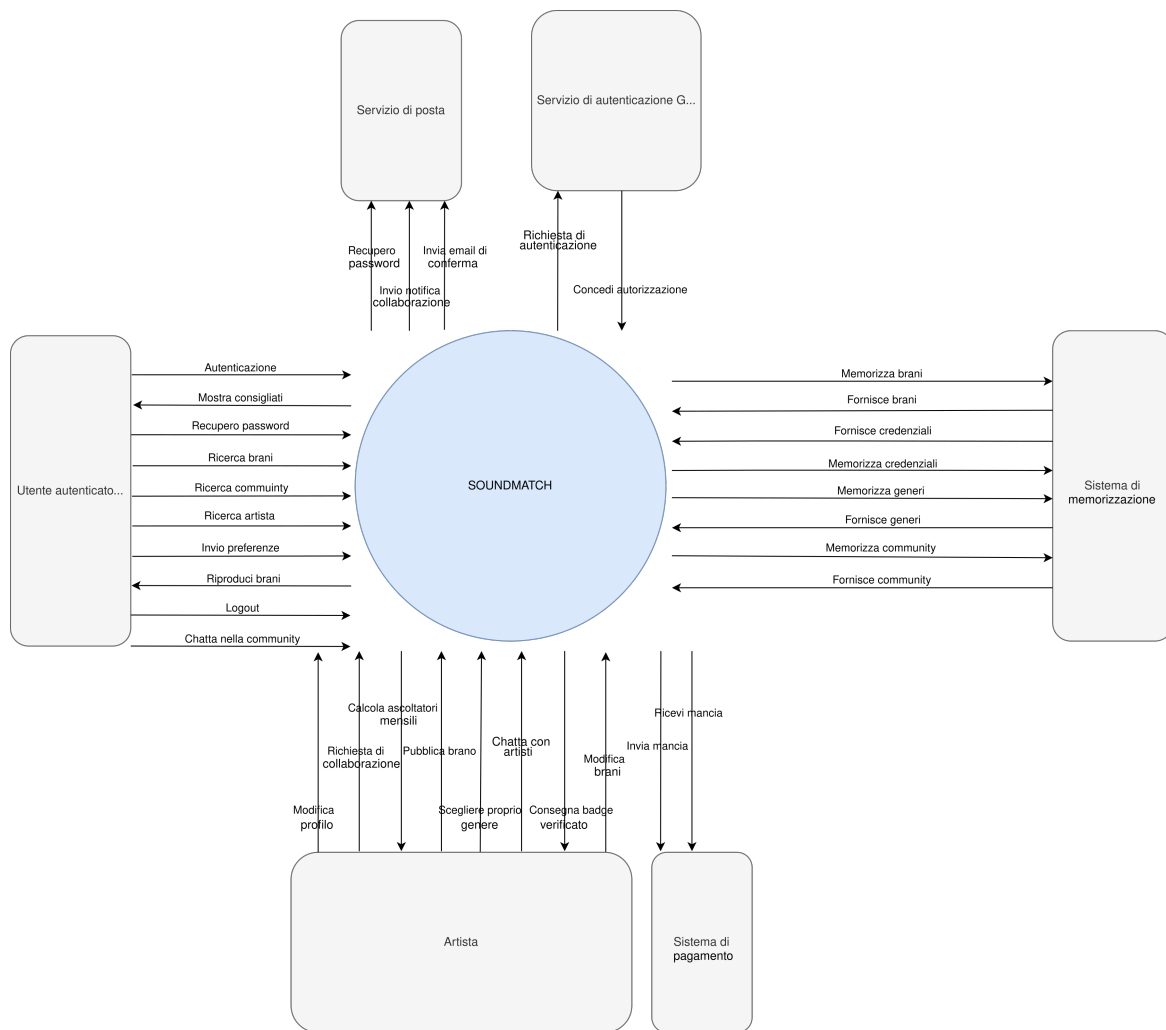 Servizio di posta
Servizio di autenticazione G...
Recupero
password
Invio notifica
collaborazione
Invia email di
conferma
Richiesta di
autenticazione
Concedi autorizzazione
Utente autenticato...
Autenticazione
Mostra consigliati
Recupero password
Ricerca brani
Ricerca commuinty
Ricerca artista
Invio preferenze
Riproduci brani
Logout
Chatta nella community
SOUNDMATCH
Memorizza brani
Fornisce brani
Fornisce credenziali
Memorizza credenziali
Memorizza generi
Fornisce generi
Memorizza community
Fornisce community
Sistema di
memorizzazione
Modifica
profilo
Richiesta di
collaborazione
Calcola ascoltatori
mensili
Pubblica brano
Scegliere proprio
genere
Chatta con
artisti
Consegna badge
verificato
Modifica
brani
Invia mancia
Ricevi mancia
Artista
Sistema di
pagamento